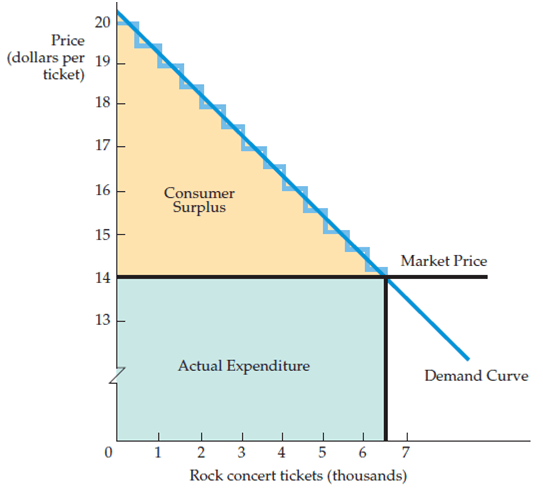 20
Price
(dollars per
ticket)
19
18
17
16
Consumer
Surplus
15
Market Price
14
13
Actual Expenditure
Demand Curve
0 1 2 3 4 5 6 7
Rock concert tickets (thousands)